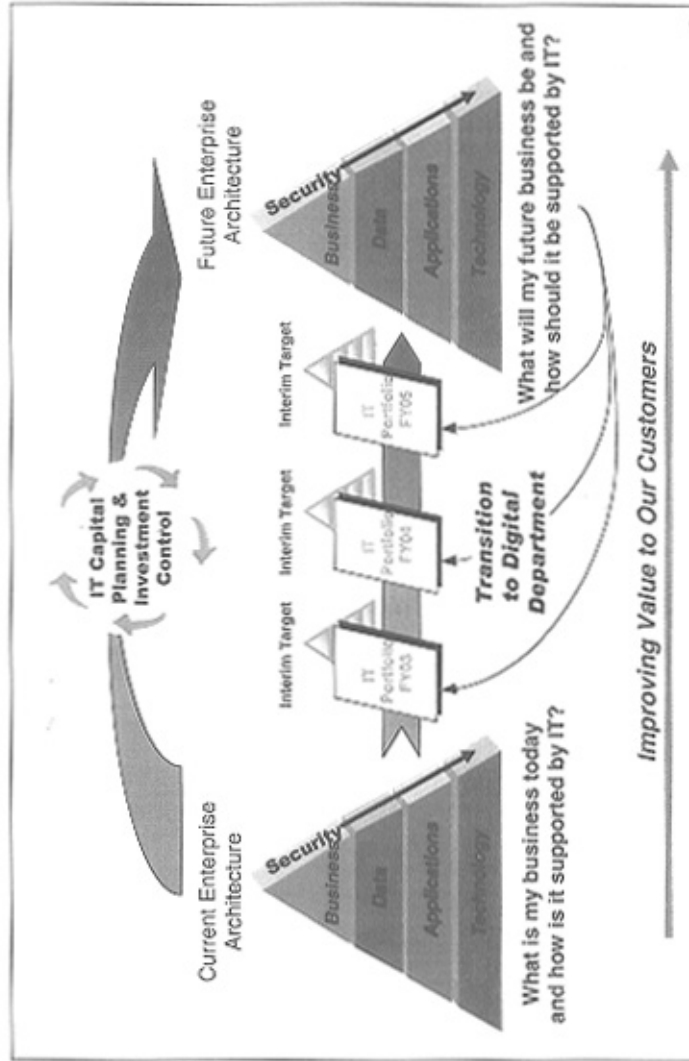 IT Capital
Planning &
Investment
Control
Current Enterprise
Architecture
Future Enterprise
Architecture
Security
Business
Data
Applications
Technology
Interim Target
IT
Portfolio
FY03
Interim Target
IT
Portfolio
FY04
Interim Target
IT
Portfolio
FY05
Security
Business
Data
Applications
Technology
Transition
to Digital
Department
What is my business today
and how is it supported by IT?
What will my future business be and
how should it be supported by IT?
Improving Value to Our Customers